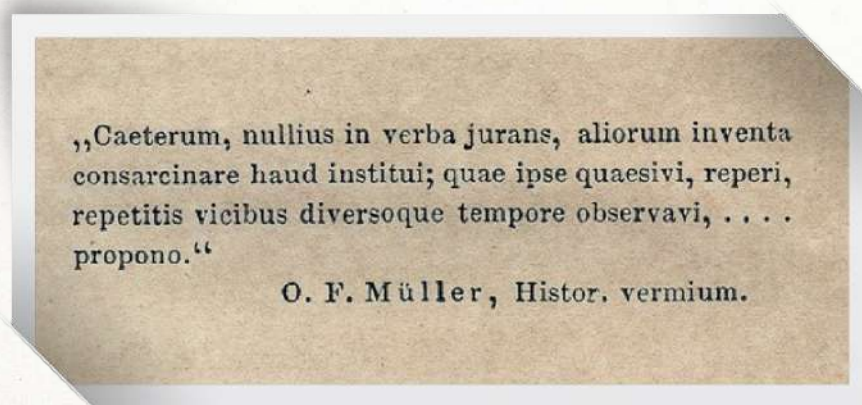 „Caeterum, nullius in verba jurans, aliorum inventa
consarcinare haud institui; quae ipse quaesivi, reperi,
repetitis vicibus diversoque tempore observavi, . . . .
propono.“
O. F. Müller, Histor. vermium.